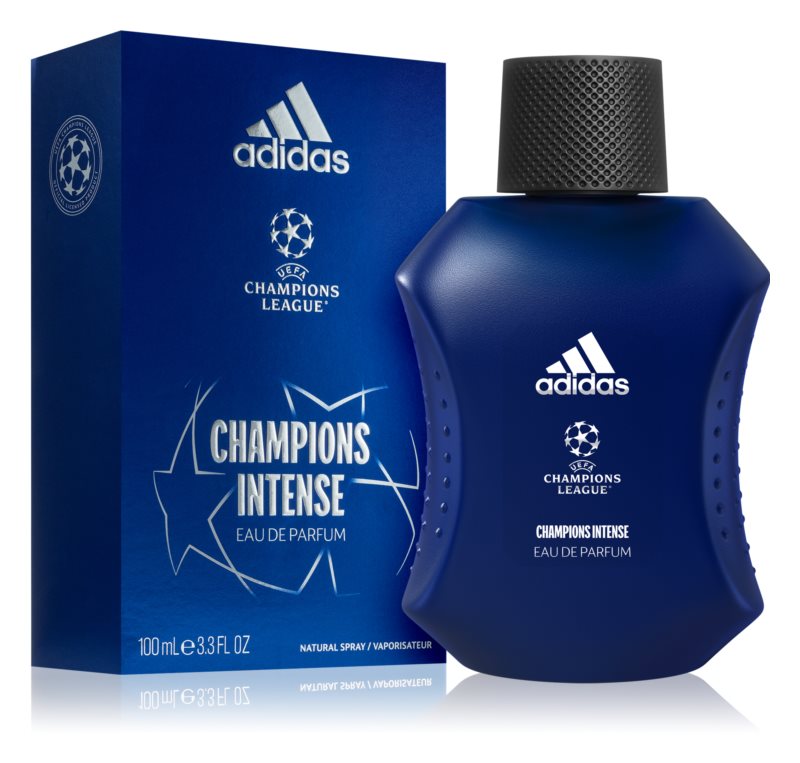 adidas
UEFA
CHAMPIONS
LEAGUE®
CHAMPIONS
INTENSE
EAU DE PARFUM
100 mL e 3.3 FL OZ
NATURAL SPRAY / VAPORISATEUR
adidas
UEFA
CHAMPIONS
LEAGUE®
CHAMPIONS INTENSE
EAU DE PARFUM